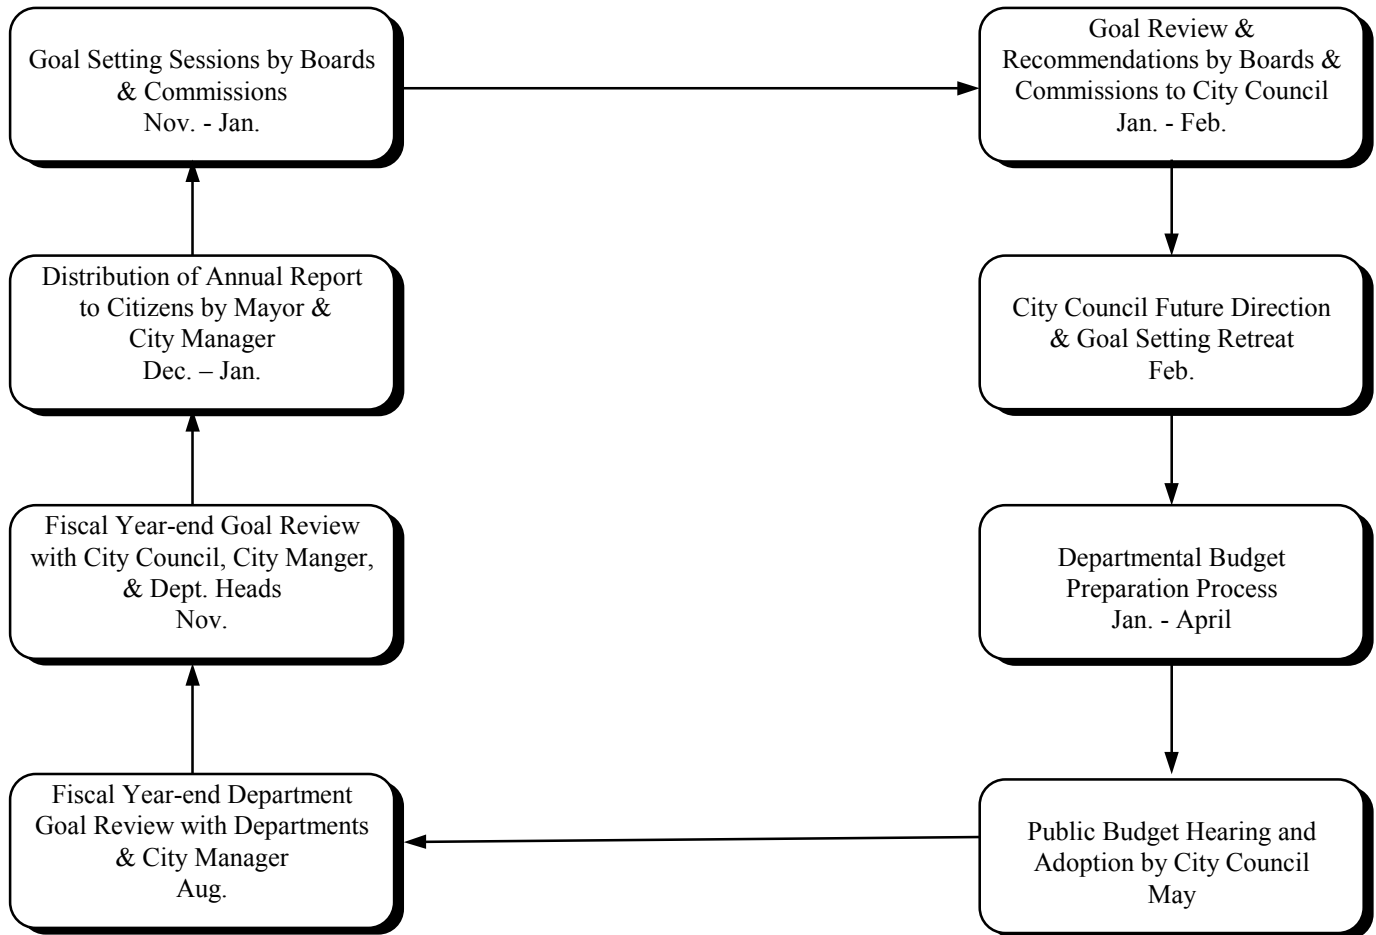 Goal Setting Sessions by Boards
& Commissions
Nov. - Jan.
Goal Review &
Recommendations by Boards &
Commissions to City Council
Jan. - Feb.
Distribution of Annual Report
to Citizens by Mayor &
City Manager
Dec. – Jan.
City Council Future Direction
& Goal Setting Retreat
Feb.
Fiscal Year-end Goal Review
with City Council, City Manger,
& Dept. Heads
Nov.
Departmental Budget
Preparation Process
Jan. - April
Fiscal Year-end Department
Goal Review with Departments
& City Manager
Aug.
Public Budget Hearing and
Adoption by City Council
May